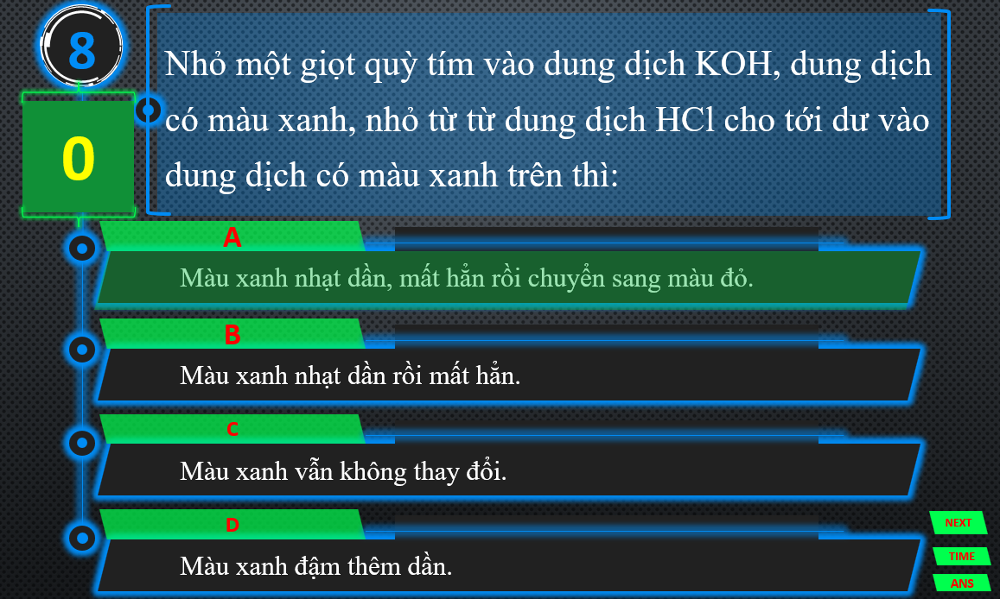 8
0
Nhỏ một giọt quỳ tím vào dung dịch KOH, dung dịch
có màu xanh, nhỏ từ từ dung dịch HCl cho tới dư vào
dung dịch có màu xanh trên thì:
A
Màu xanh nhạt dần, mất hẳn rồi chuyển sang màu đỏ.
B
Màu xanh nhạt dần rồi mất hẳn.
C
Màu xanh vẫn không thay đổi.
D
Màu xanh đậm thêm dần.
NEXT
TIME
ANS